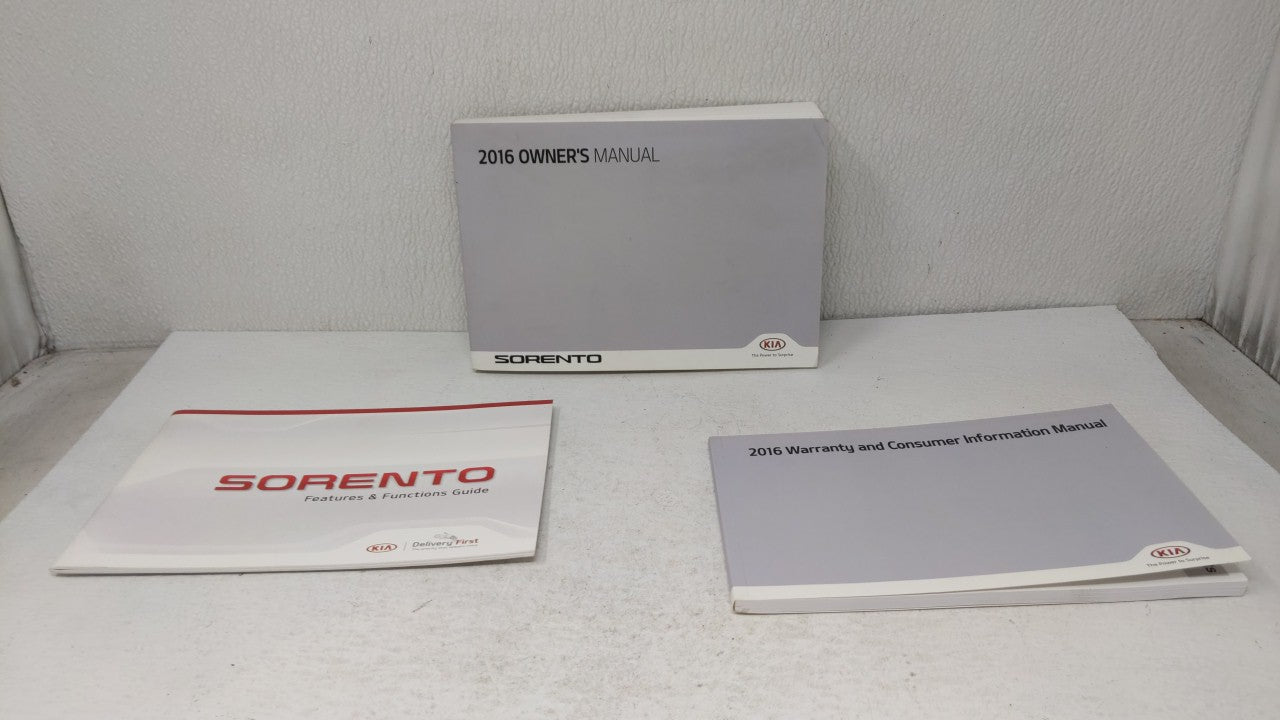 2016 OWNER'S MANUAL
SORENTO
KIA
The Power to Surprise
SORENTO
Features & Functions Guide
KIA
Delivery First
2016 Warranty and Consumer Information Manual
KIA
The Power to Surprise